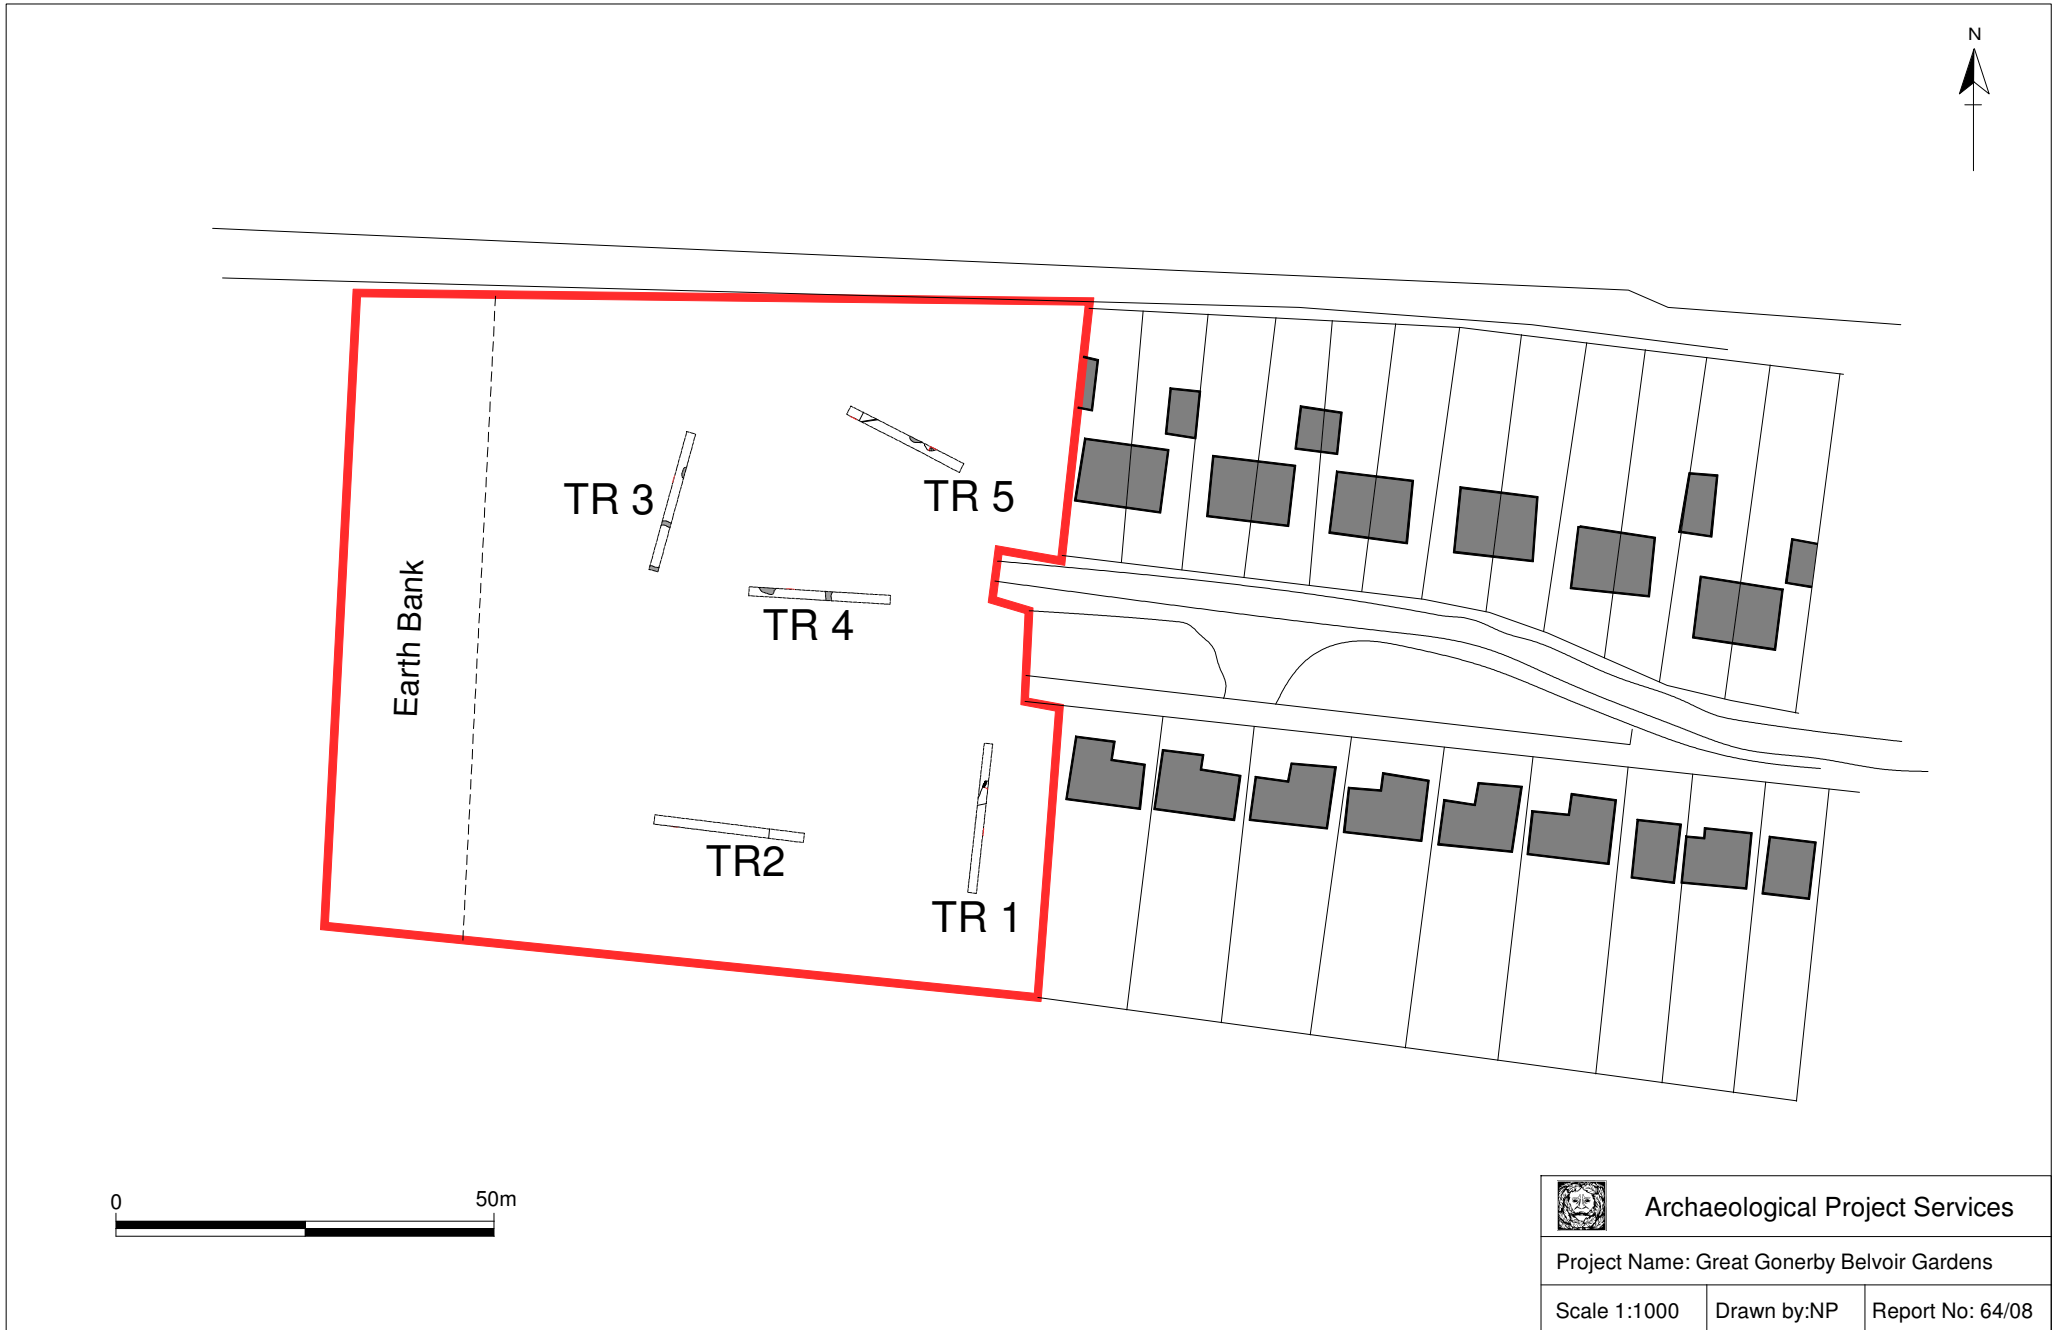 N
TR 3
TR 5
Earth Bank
TR 4
TR2
TR 1
0 50m
Archaeological Project Services
Project Name: Great Gonerby Belvoir Gardens
Scale 1:1000 Drawn by:NP Report No: 64/08